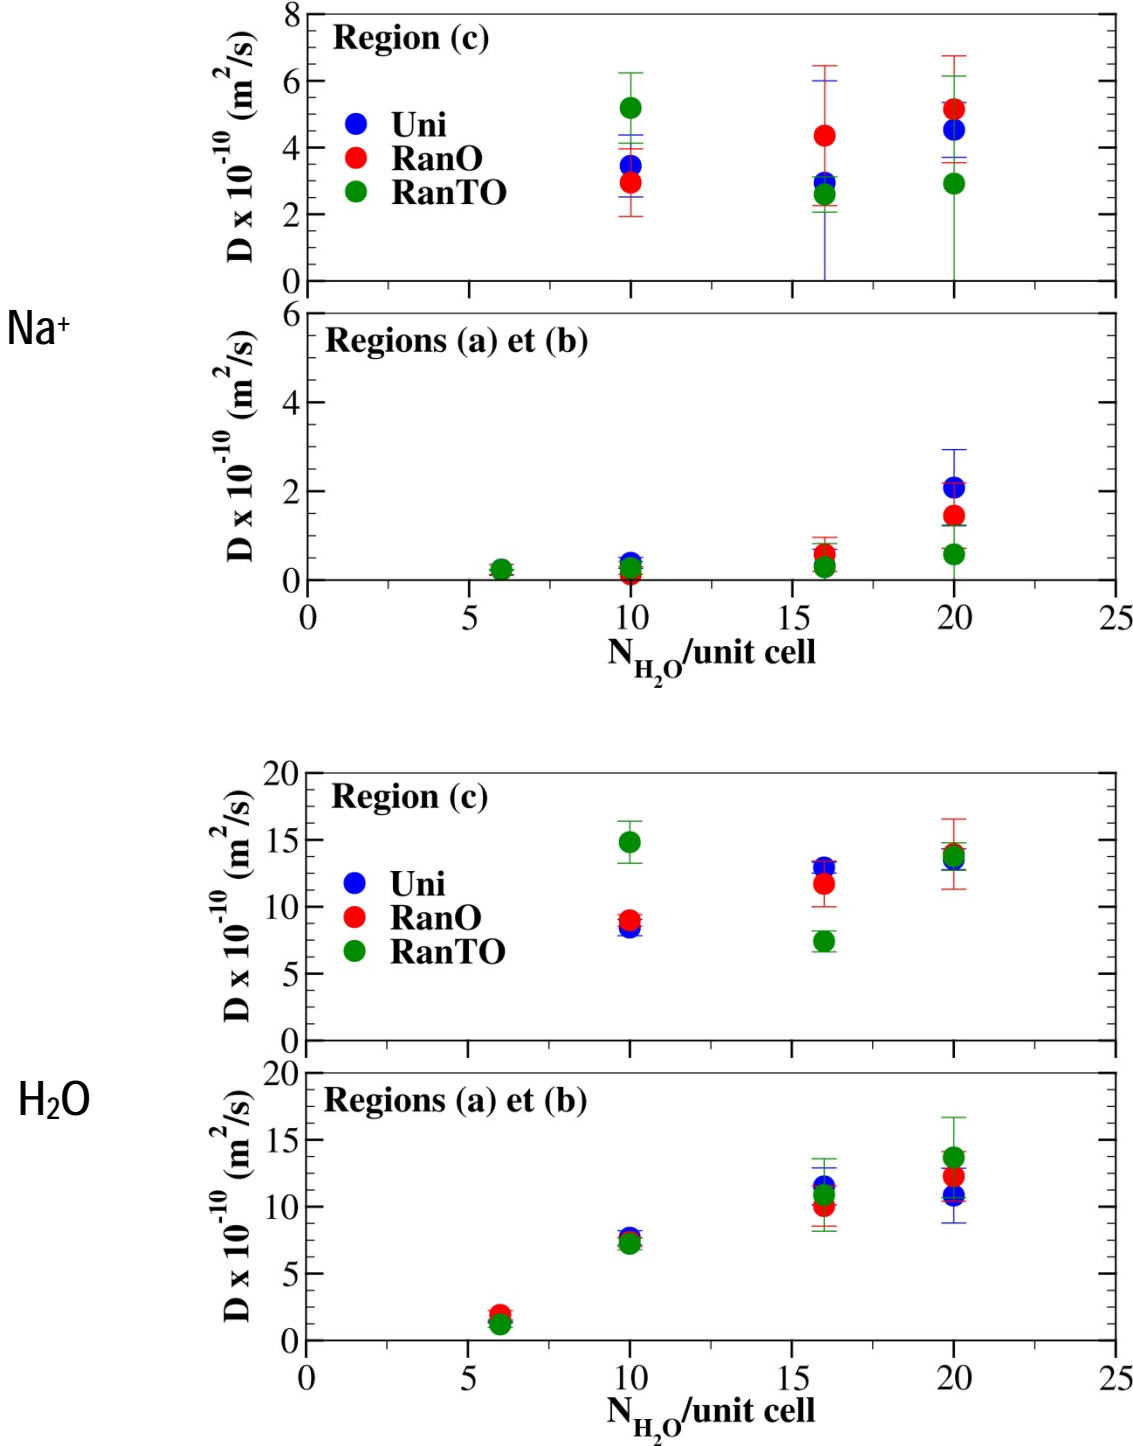 Region (c)
Uni
RanO
RanTO
D x 10⁻¹⁰ (m²/s)
8
6
4
2
0
Na⁺
Regions (a) et (b)
D x 10⁻¹⁰ (m²/s)
6
4
2
0
0 5 10 15 20 25
N_H₂O/unit cell
Region (c)
Uni
RanO
RanTO
D x 10⁻¹⁰ (m²/s)
20
15
10
5
0
H₂O
Regions (a) et (b)
D x 10⁻¹⁰ (m²/s)
20
15
10
5
0
0 5 10 15 20 25
N_H₂O/unit cell